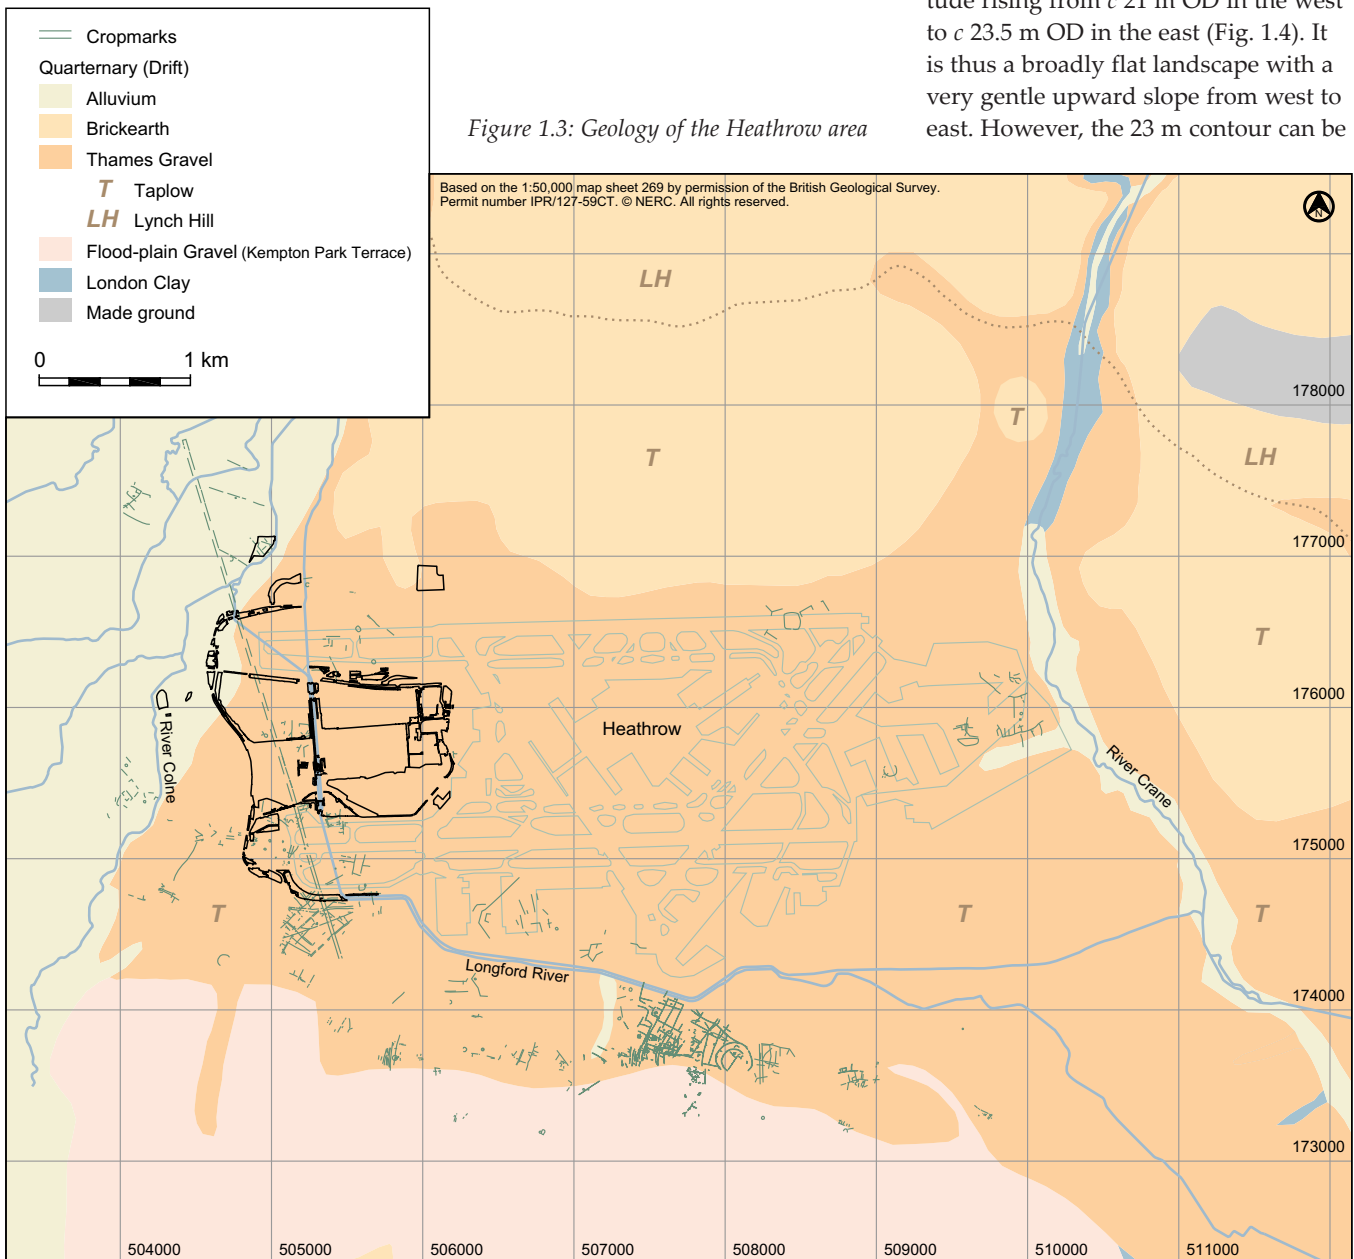 Cropmarks
Quarternary (Drift)
Alluvium
Brickearth
Thames Gravel
T Taplow
LH Lynch Hill
Flood-plain Gravel (Kempton Park Terrace)
London Clay
Made ground
0 1 km
Figure 1.3: Geology of the Heathrow area
tude rising from c 21 m OD in the west
to c 23.5 m OD in the east (Fig. 1.4). It
is thus a broadly flat landscape with a
very gentle upward slope from west to
east. However, the 23 m contour can be
Based on the 1:50,000 map sheet 269 by permission of the British Geological Survey.
Permit number IPR/127-59CT. © NERC. All rights reserved.
N
LH
178000
T
T
LH
177000
T
176000
Heathrow
River Colne
River Crane
175000
T
T
T
Longford River
174000
173000
504000
505000
506000
507000
508000
509000
510000
511000